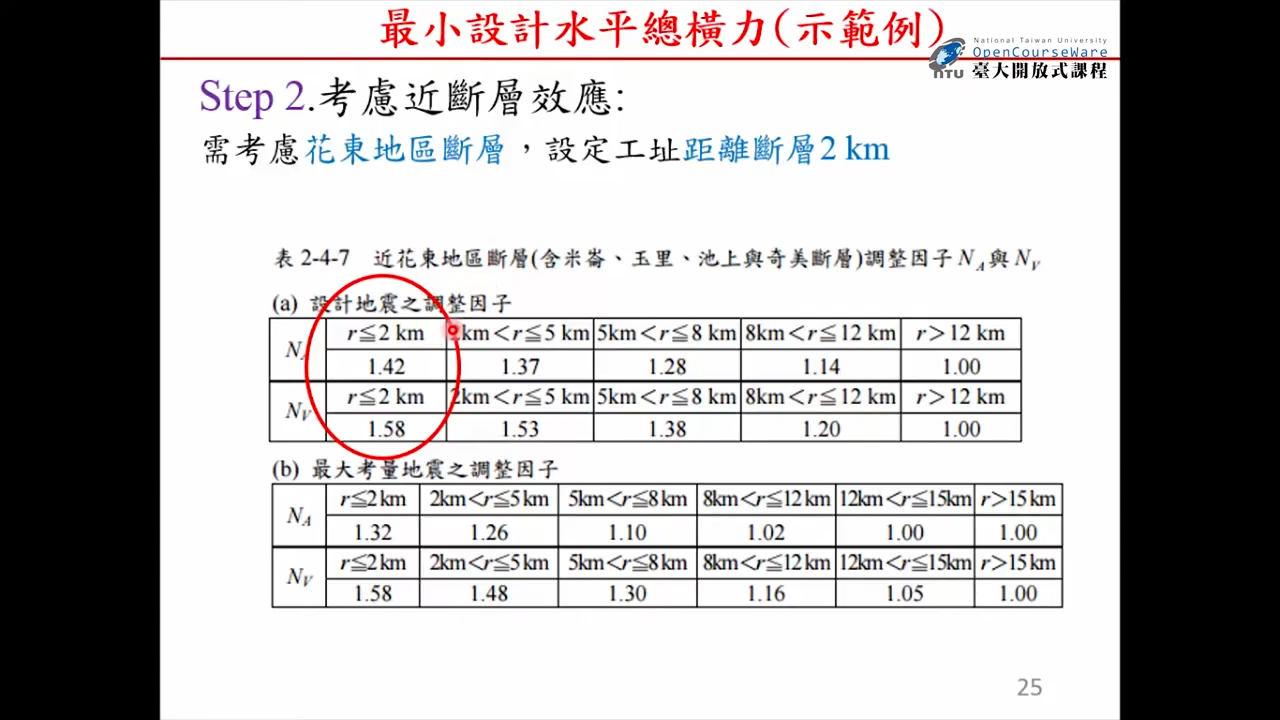 最小設計水平總橫力(示範例)
National Taiwan University
OpenCourseWare
NTU 臺大開放式課程
Step 2.考慮近斷層效應:
需考慮花東地區斷層，設定工址距離斷層2 km
表 2-4-7 近花東地區斷層(含米崙、玉里、池上與奇美斷層)調整因子 NA與 NV
(a) 設計地震之調整因子
NA r≦2 km 2km<r≦5 km 5km<r≦8 km 8km<r≦12 km r>12 km
1.42 1.37 1.28 1.14 1.00
NV r≦2 km 2km<r≦5 km 5km<r≦8 km 8km<r≦12 km r>12 km
1.58 1.53 1.38 1.20 1.00
(b) 最大考量地震之調整因子
NA r≦2km 2km<r≦5km 5km<r≦8km 8km<r≦12km 12km<r≦15km r>15km
1.32 1.26 1.10 1.02 1.00 1.00
NV r≦2km 2km<r≦5km 5km<r≦8km 8km<r≦12km 12km<r≦15km r>15km
1.58 1.48 1.30 1.16 1.05 1.00
25